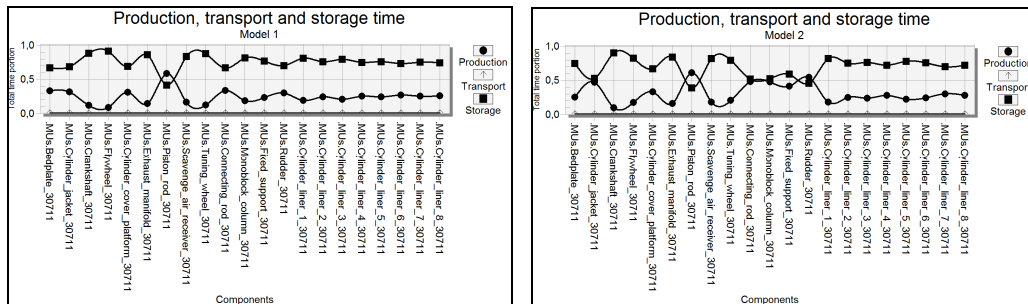 Production, transport and storage time
Model 1
Total time portion
1,0
0,5
0,0
Production
Transport
Storage
.MUs.Bedplate_30711
.MUs.Cylinder_jacket_30711
.MUs.Crankshaft_30711
.MUs.Flywheel_30711
.MUs.Cylinder_cover_platform_30711
.MUs.Exhaust_manifold_30711
.MUs.Piston_rod_30711
.MUs.Scavenge_air_receiver_30711
.MUs.Tuning_wheel_30711
.MUs.Connecting_rod_30711
.MUs.Monoblock_column_30711
.MUs.Fixed_support_30711
.MUs.Rudder_30711
.MUs.Cylinder_liner_1_30711
.MUs.Cylinder_liner_2_30711
.MUs.Cylinder_liner_3_30711
.MUs.Cylinder_liner_4_30711
.MUs.Cylinder_liner_5_30711
.MUs.Cylinder_liner_6_30711
.MUs.Cylinder_liner_7_30711
.MUs.Cylinder_liner_8_30711
Components
Production, transport and storage time
Model 2
Total time portion
1,0
0,5
0,0
Production
Transport
Storage
.MUs.Bedplate_30711
.MUs.Cylinder_jacket_30711
.MUs.Crankshaft_30711
.MUs.Flywheel_30711
.MUs.Cylinder_cover_platform_30711
.MUs.Exhaust_manifold_30711
.MUs.Piston_rod_30711
.MUs.Scavenge_air_receiver_30711
.MUs.Tuning_wheel_30711
.MUs.Connecting_rod_30711
.MUs.Monoblock_column_30711
.MUs.Fixed_support_30711
.MUs.Rudder_30711
.MUs.Cylinder_liner_1_30711
.MUs.Cylinder_liner_2_30711
.MUs.Cylinder_liner_3_30711
.MUs.Cylinder_liner_4_30711
.MUs.Cylinder_liner_5_30711
.MUs.Cylinder_liner_6_30711
.MUs.Cylinder_liner_7_30711
.MUs.Cylinder_liner_8_30711
Components